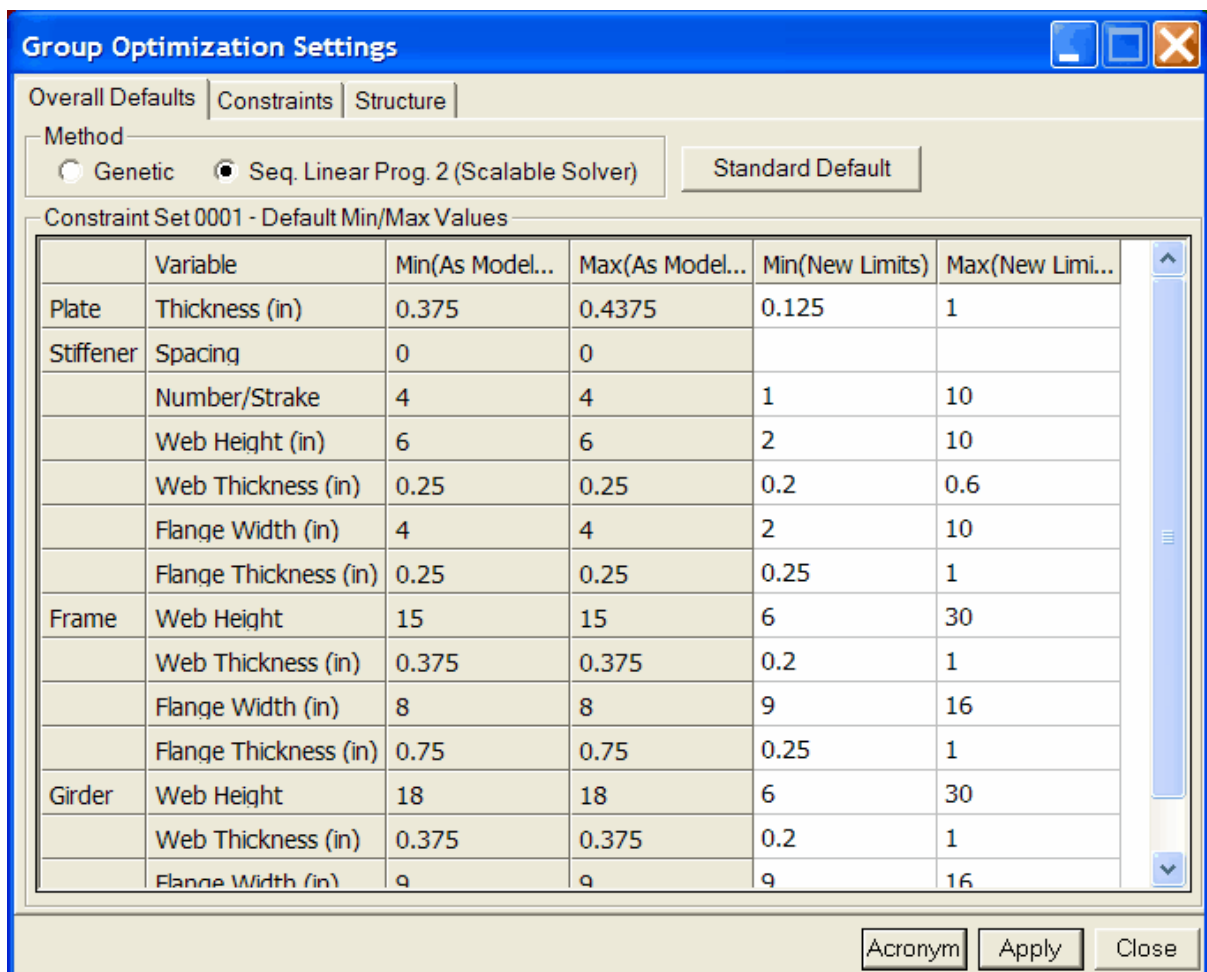 Group Optimization Settings
Overall Defaults Constraints Structure
Method
Genetic Seq. Linear Prog. 2 (Scalable Solver) Standard Default
Constraint Set 0001 - Default Min/Max Values
Variable Min(As Model... Max(As Model... Min(New Limits) Max(New Limi...
Plate Thickness (in) 0.375 0.4375 0.125 1
Stiffener Spacing 0 0
Number/Strake 4 4 1 10
Web Height (in) 6 6 2 10
Web Thickness (in) 0.25 0.25 0.2 0.6
Flange Width (in) 4 4 2 10
Flange Thickness (in) 0.25 0.25 0.25 1
Frame Web Height 15 15 6 30
Web Thickness (in) 0.375 0.375 0.2 1
Flange Width (in) 8 8 9 16
Flange Thickness (in) 0.75 0.75 0.25 1
Girder Web Height 18 18 6 30
Web Thickness (in) 0.375 0.375 0.2 1
Flange Width (in) 9 9 9 16
Acronym Apply Close